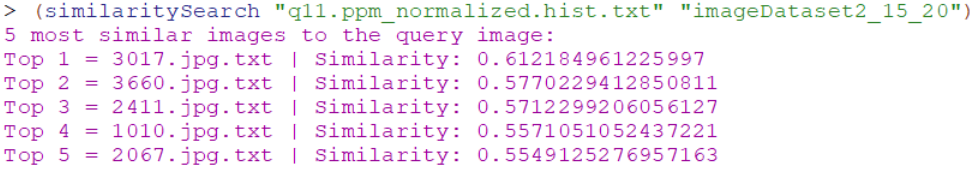 > (similaritySearch "q11.ppm_normalized.hist.txt" "imageDataset2_15_20")
5 most similar images to the query image:
Top 1 = 3017.jpg.txt | Similarity: 0.612184961225997
Top 2 = 3660.jpg.txt | Similarity: 0.5770229412850811
Top 3 = 2411.jpg.txt | Similarity: 0.5712299206056127
Top 4 = 1010.jpg.txt | Similarity: 0.5571051052437221
Top 5 = 2067.jpg.txt | Similarity: 0.55491252769571​63